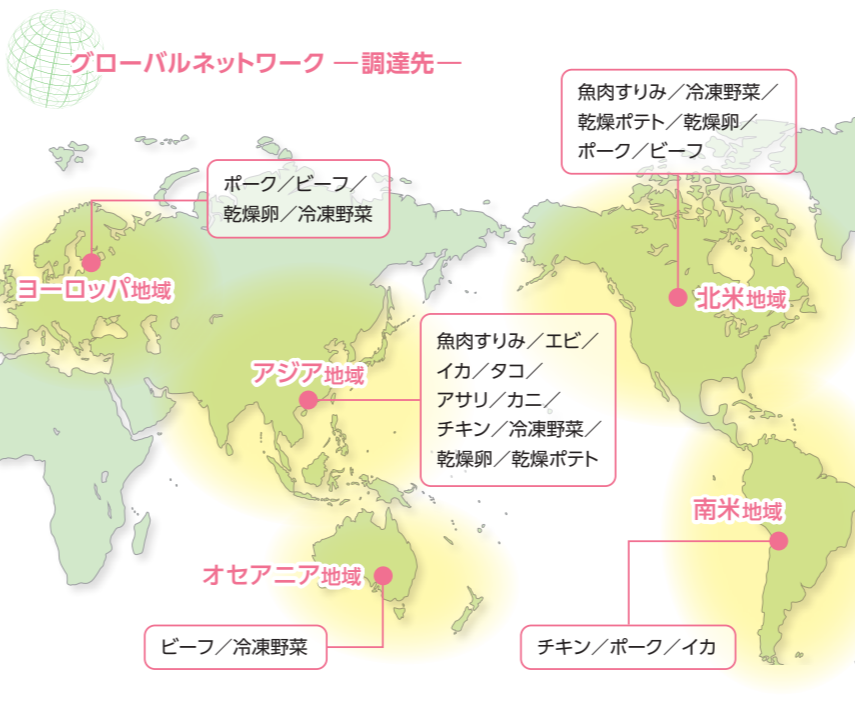 グローバルネットワーク ―調達先―
魚肉すりみ／冷凍野菜／
乾燥ポテト／乾燥卵／
ポーク／ビーフ
ポーク／ビーフ／
乾燥卵／冷凍野菜
ヨーロッパ地域
北米地域
アジア地域
魚肉すりみ／エビ／
イカ／タコ／
アサリ／カニ／
チキン／冷凍野菜／
乾燥卵／乾燥ポテト
南米地域
オセアニア地域
ビーフ／冷凍野菜
チキン／ポーク／イカ